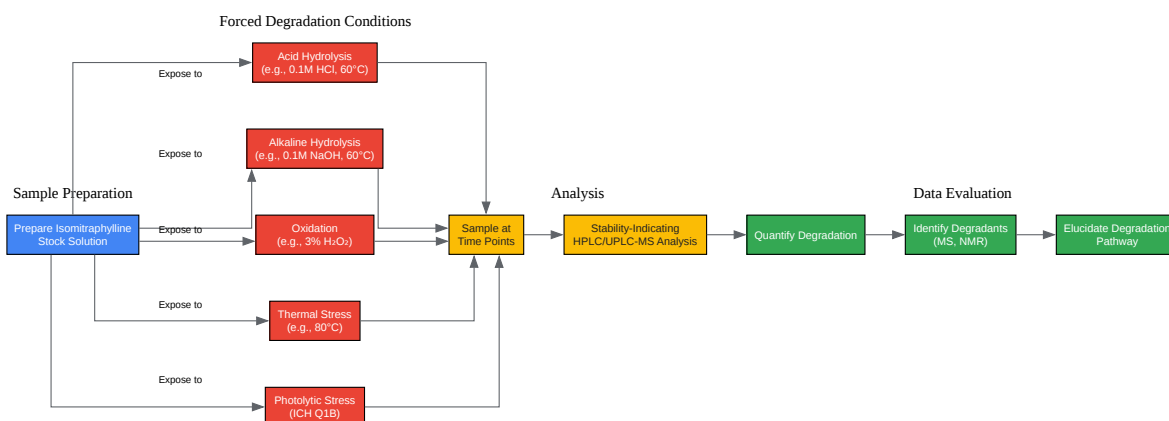 Forced Degradation Conditions
Acid Hydrolysis
(e.g., 0.1M HCl, 60°C)
Expose to
Alkaline Hydrolysis
(e.g., 0.1M NaOH, 60°C)
Expose to
Sample Preparation
Analysis
Data Evaluation
Prepare Isomitraphylline
Stock Solution
Expose to
Oxidation
(e.g., 3% H₂O₂)
Sample at
Time Points
Stability-Indicating
HPLC/UPLC-MS Analysis
Quantify Degradation
Identify Degradants
(MS, NMR)
Elucidate Degradation
Pathway
Expose to
Thermal Stress
(e.g., 80°C)
Expose to
Photolytic Stress
(ICH Q1B)